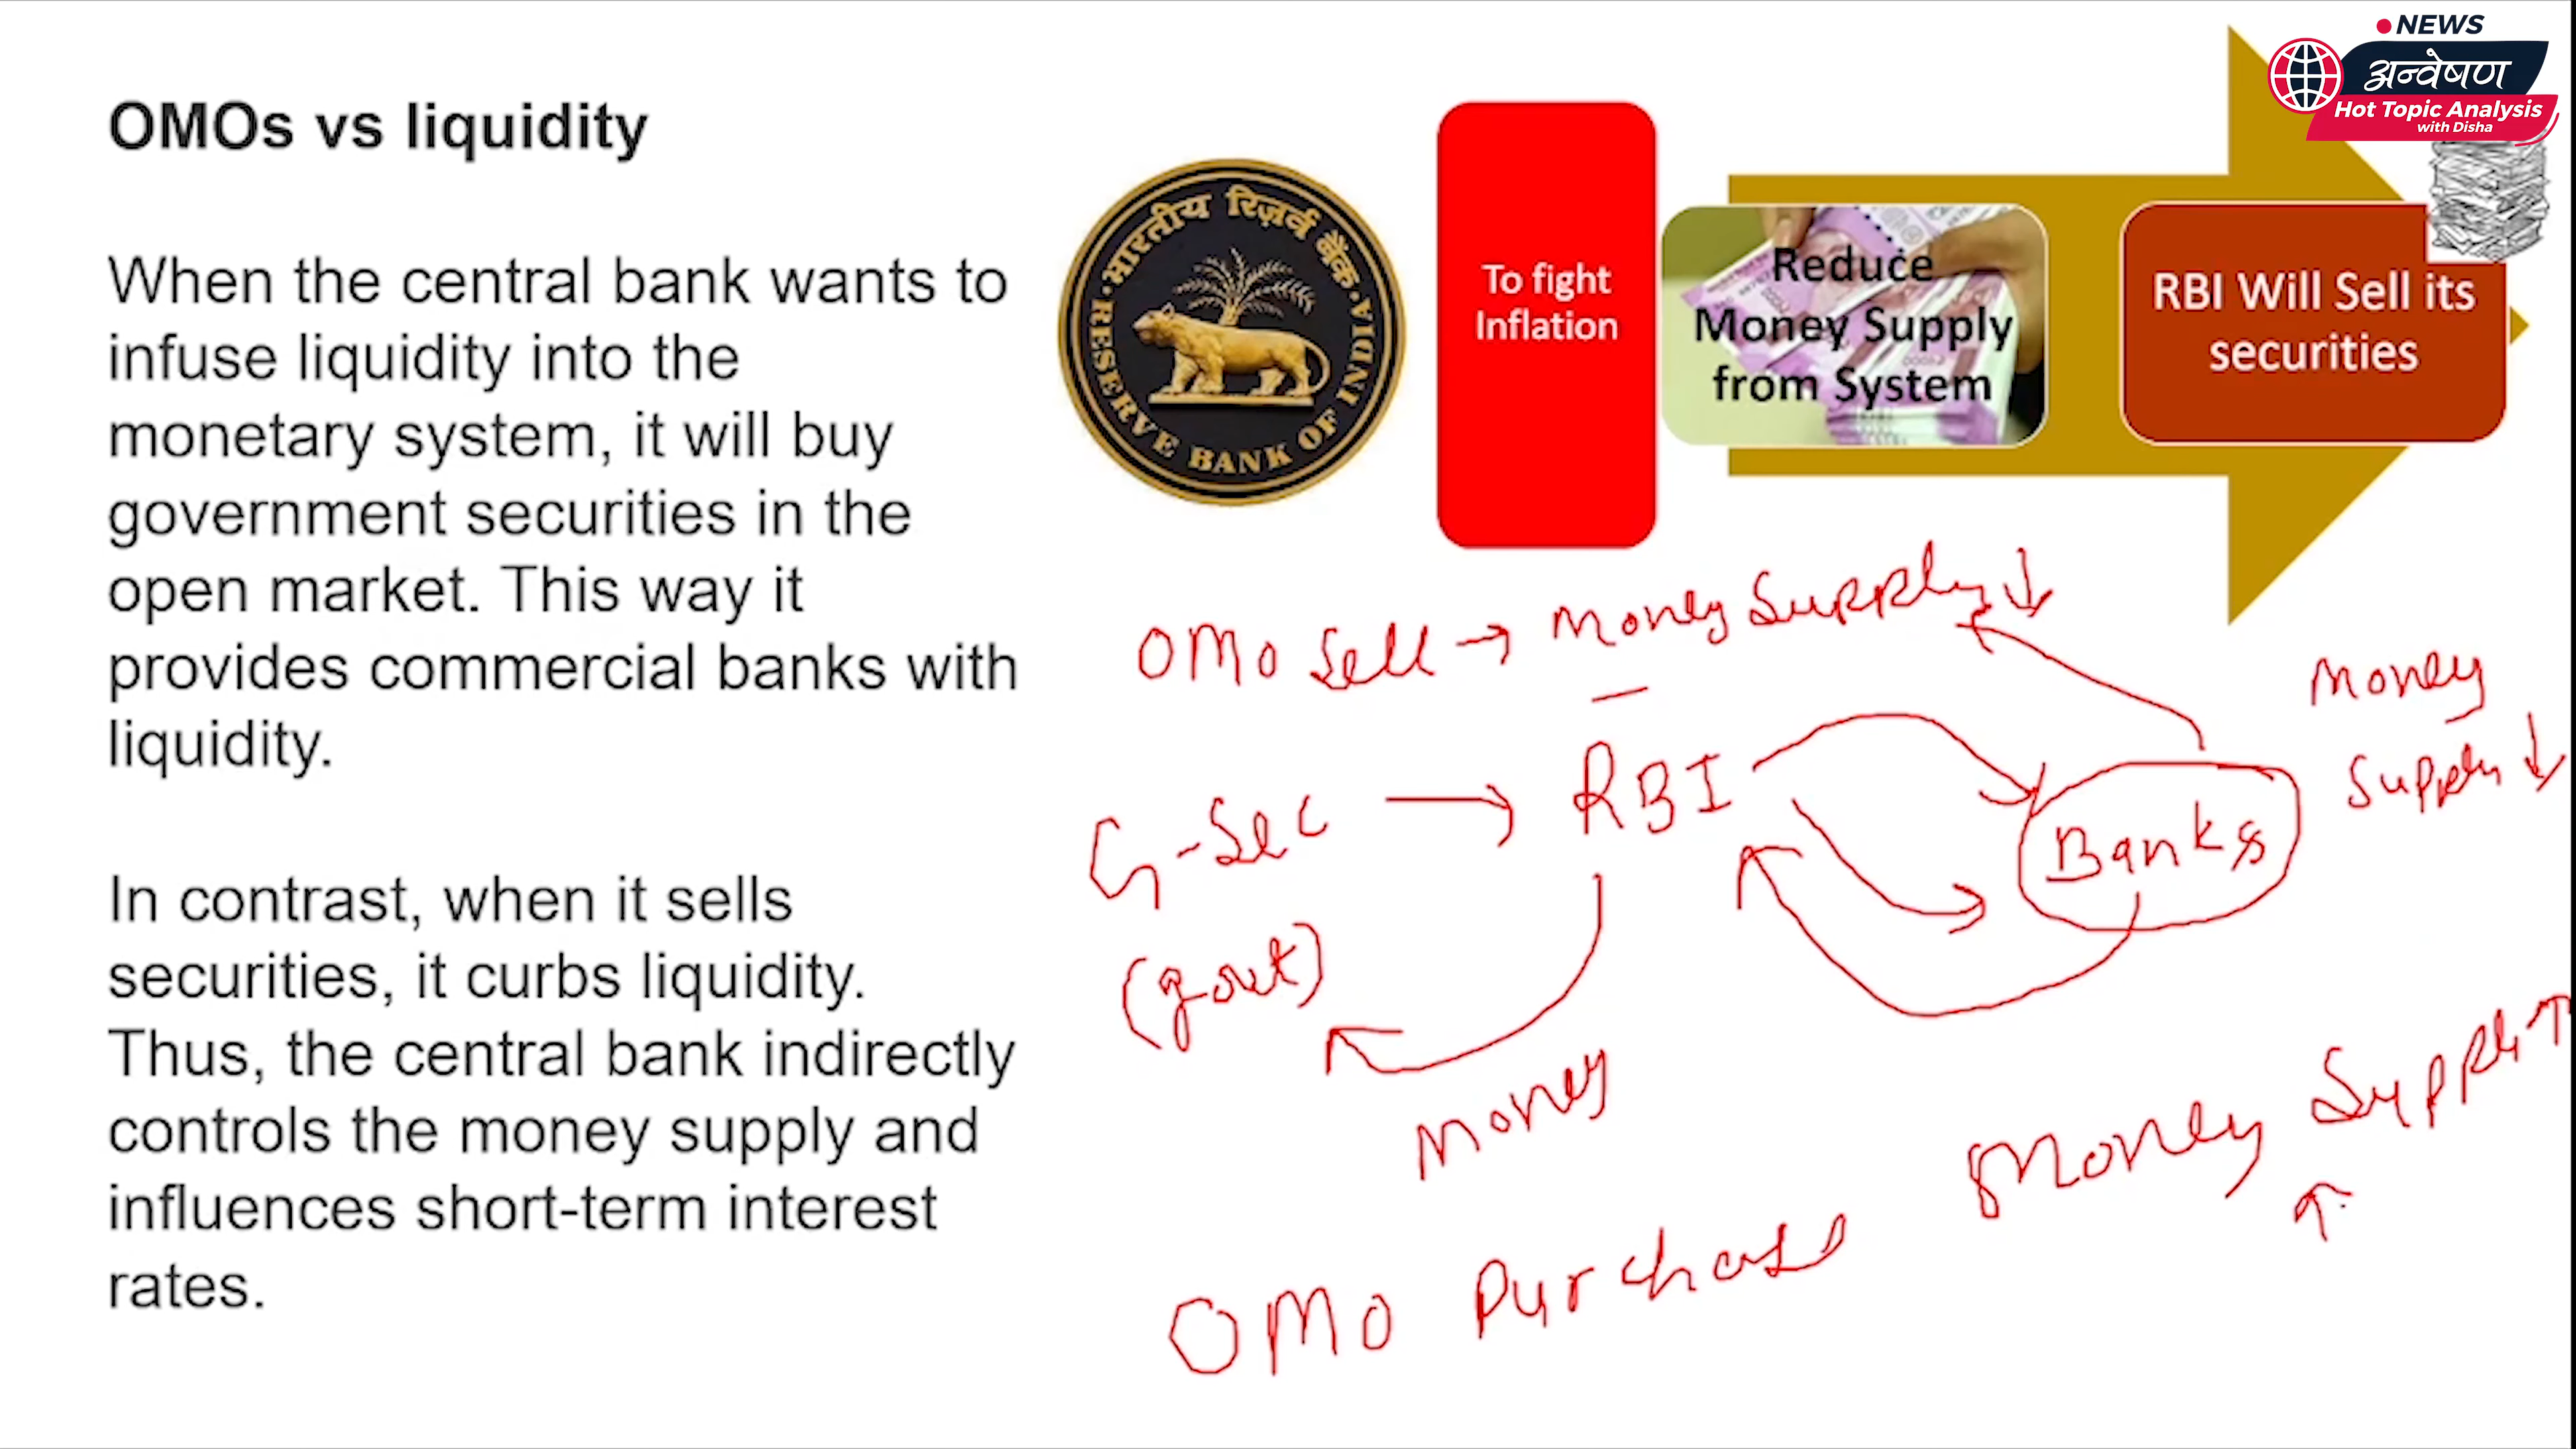 NEWS
अन्वेषण
Hot Topic Analysis
with Disha
OMOs vs liquidity
When the central bank wants to
infuse liquidity into the
monetary system, it will buy
government securities in the
open market. This way it
provides commercial banks with
liquidity.
In contrast, when it sells
securities, it curbs liquidity.
Thus, the central bank indirectly
controls the money supply and
influences short-term interest
rates.
भारतीय रिज़र्व बैंक
RESERVE BANK OF INDIA
To fight
Inflation
Reduce
Money Supply
from System
RBI Will Sell its
securities
OMO Sell → Money Supply ↓
Money
Supply ↓
G-Sec → RBI
Banks
(govt)
Money
Money Supply ↑
↑
OMO Purchase